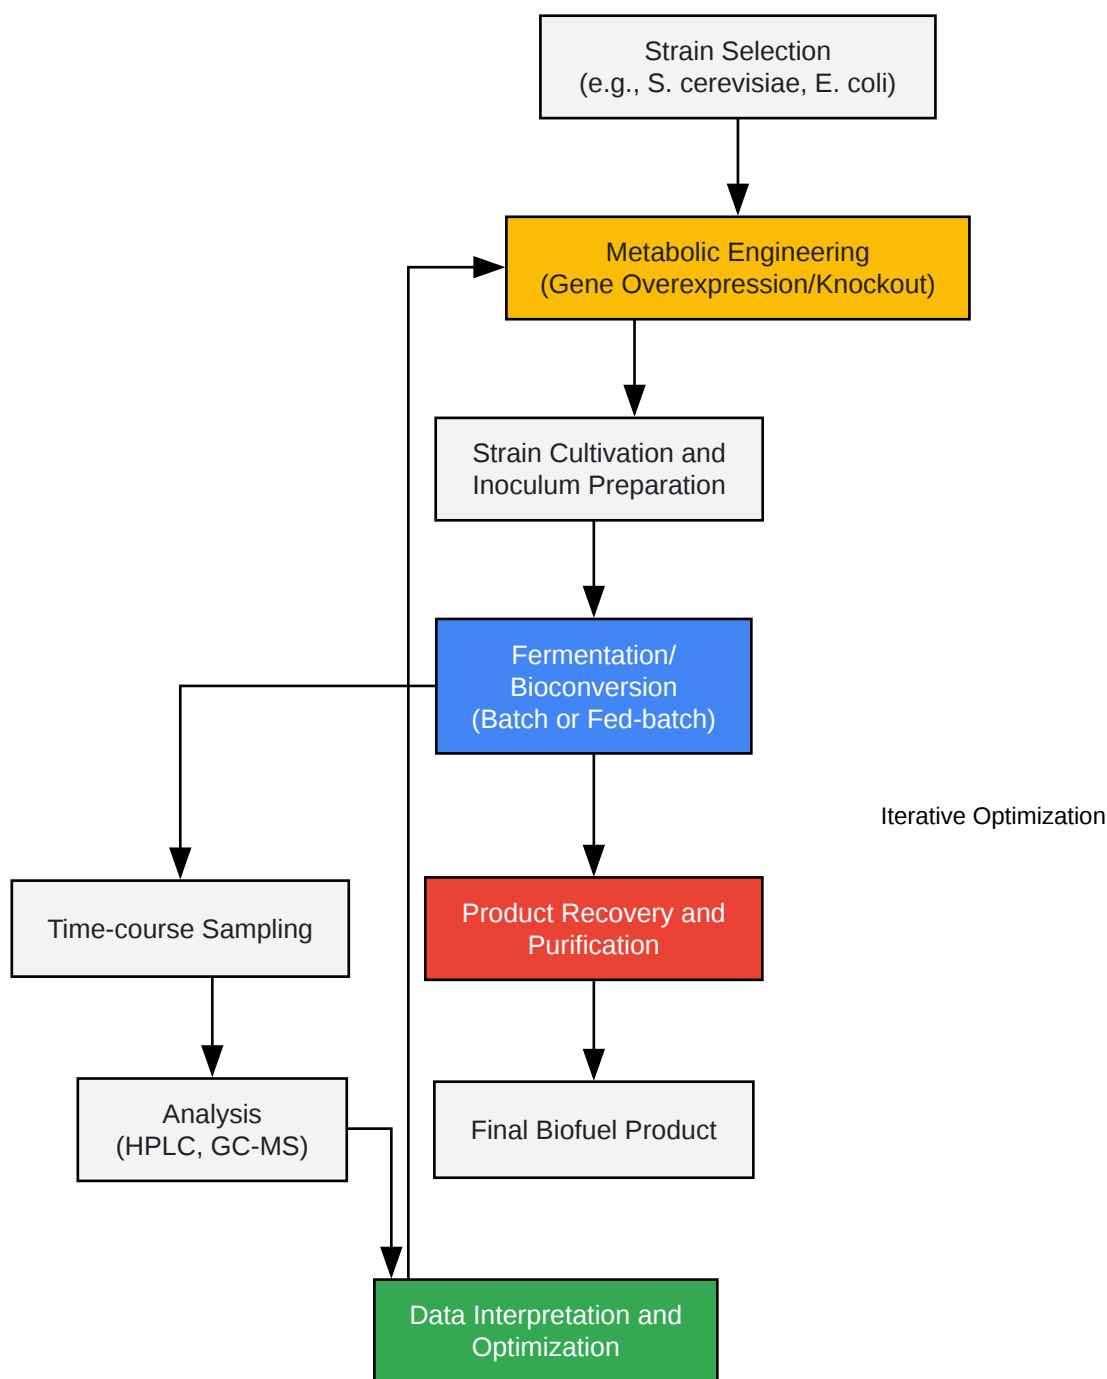 Strain Selection
(e.g., S. cerevisiae, E. coli)
Metabolic Engineering
(Gene Overexpression/Knockout)
Strain Cultivation and
Inoculum Preparation
Fermentation/
Bioconversion
(Batch or Fed-batch)
Iterative Optimization
Time-course Sampling
Product Recovery and
Purification
Analysis
(HPLC, GC-MS)
Final Biofuel Product
Data Interpretation and
Optimization